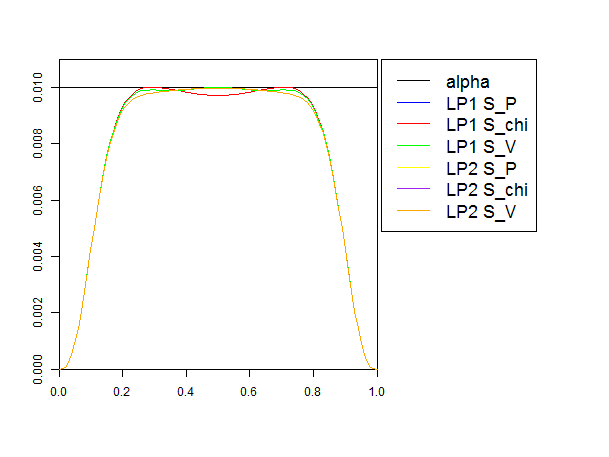 alpha
LP1 S_P
LP1 S_chi
LP1 S_V
LP2 S_P
LP2 S_chi
LP2 S_V
0.010
0.008
0.006
0.004
0.002
0.000
0.0 0.2 0.4 0.6 0.8 1.0